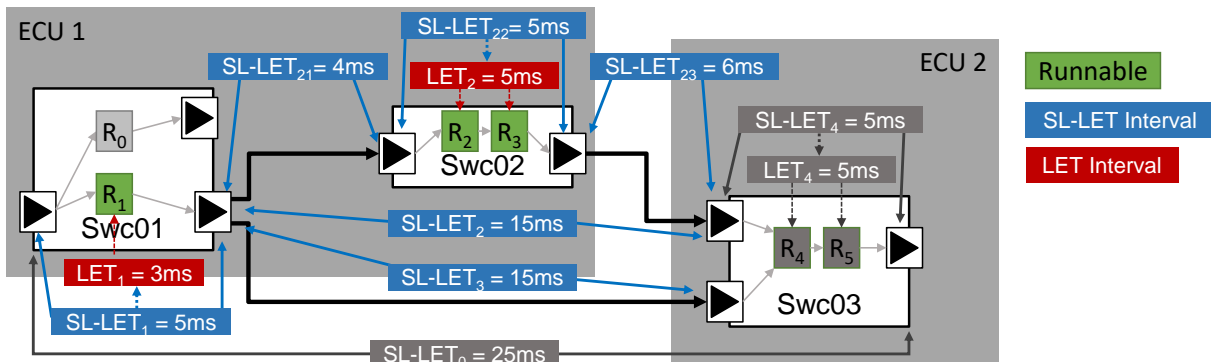 ECU 1
SL-LET22= 5ms
SL-LET21= 4ms
LET2 = 5ms
SL-LET23 = 6ms
ECU 2
Runnable
SL-LET Interval
LET Interval
R0
R2
R3
Swc02
SL-LET4 = 5ms
LET4 = 5ms
R1
Swc01
SL-LET2 = 15ms
R4
R5
LET1 = 3ms
SL-LET3 = 15ms
Swc03
SL-LET1 = 5ms
SL-LET0 = 25ms